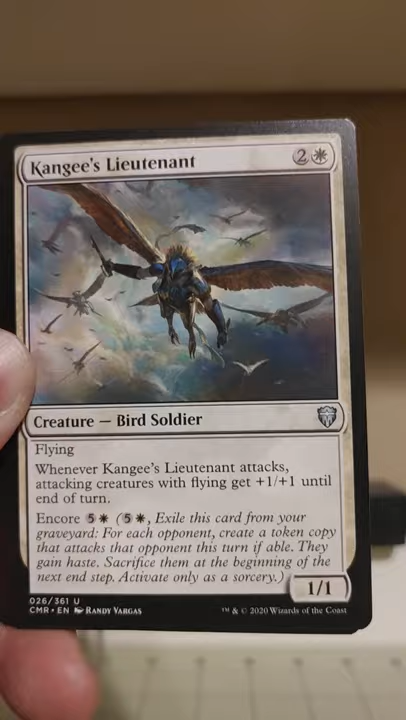 Kangee's Lieutenant 2
Creature — Bird Soldier
Flying
Whenever Kangee's Lieutenant attacks,
attacking creatures with flying get +1/+1 until
end of turn.
Encore 5 (5, Exile this card from your
graveyard: For each opponent, create a token copy
that attacks that opponent this turn if able. They
gain haste. Sacrifice them at the beginning of the
next end step. Activate only as a sorcery.)
1/1
026/361 U
CMR • EN Randy Vargas
™ & © 2020 Wizards of the Coast